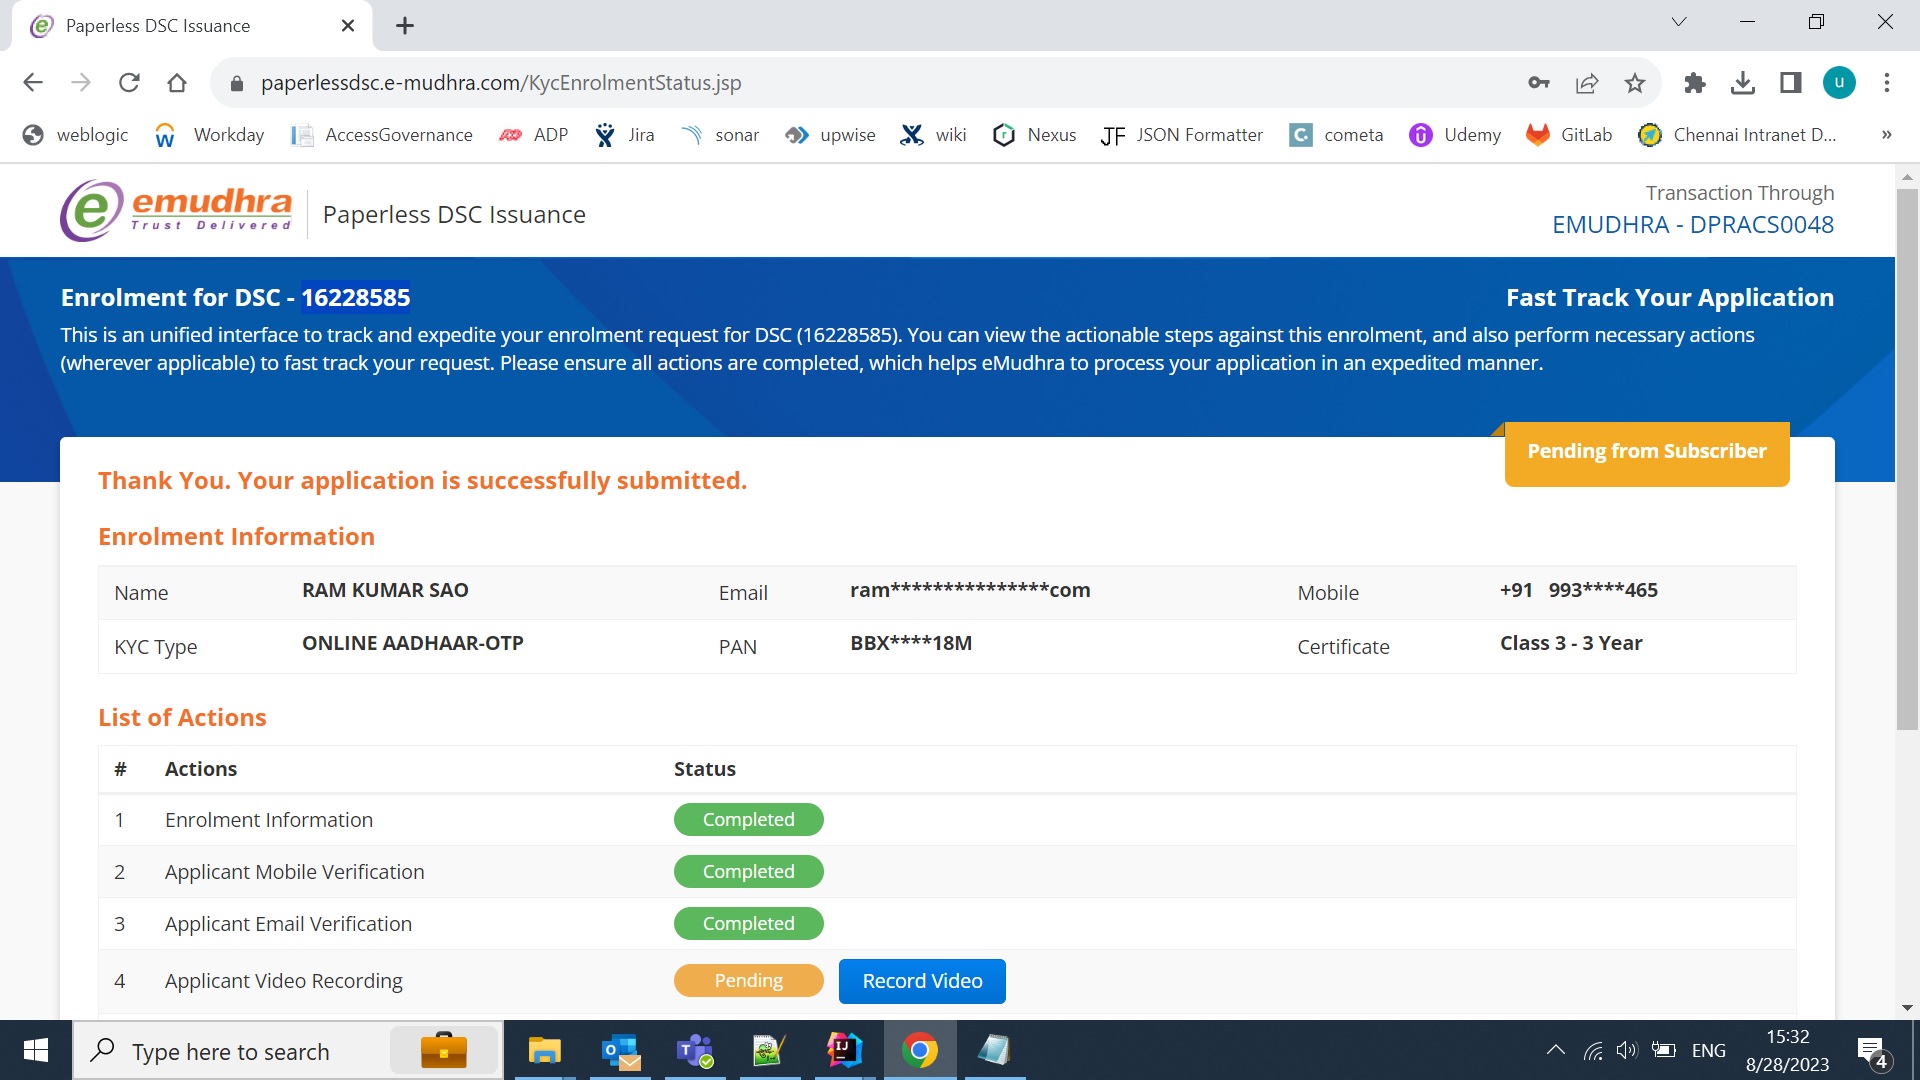 Paperless DSC Issuance
paperlessdsc.e-mudhra.com/KycEnrolmentStatus.jsp
u
weblogic Workday AccessGovernance ADP Jira sonar upwise wiki Nexus JSON Formatter cometa Udemy GitLab Chennai Intranet D... »
emudhra
Trust Delivered
Paperless DSC Issuance
Transaction Through
EMUDHRA - DPRACS0048
Enrolment for DSC - 16228585
Fast Track Your Application
This is an unified interface to track and expedite your enrolment request for DSC (16228585). You can view the actionable steps against this enrolment, and also perform necessary actions
(wherever applicable) to fast track your request. Please ensure all actions are completed, which helps eMudhra to process your application in an expedited manner.
Pending from Subscriber
Thank You. Your application is successfully submitted.
Enrolment Information
Name RAM KUMAR SAO Email ram***************com Mobile +91 993****465
KYC Type ONLINE AADHAAR-OTP PAN BBX****18M Certificate Class 3 - 3 Year
List of Actions
# Actions Status
1 Enrolment Information Completed
2 Applicant Mobile Verification Completed
3 Applicant Email Verification Completed
4 Applicant Video Recording Pending Record Video
Type here to search
ENG
15:32
8/28/2023
4